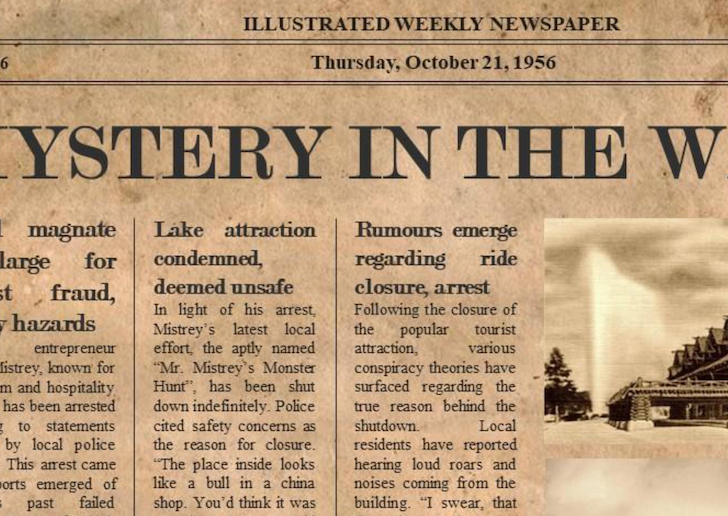 ILLUSTRATED WEEKLY NEWSPAPER
6
Thursday, October 21, 1956
MYSTERY IN THE W
magnate
large for
fraud,
hazards
entrepreneur
Mistrey, known for
and hospitality
has been arrested
to statements
by local police
This arrest came
emerged of
past failed
Lake attraction
condemned,
deemed unsafe
In light of his arrest,
Mistrey's latest local
effort, the aptly named
“Mr. Mistrey's Monster
Hunt”, has been shut
down indefinitely. Police
cited safety concerns as
the reason for closure.
“The place inside looks
like a bull in a china
shop. You'd think it was
Rumours emerge
regarding ride
closure, arrest
Following the closure of
the popular tourist
attraction, various
conspiracy theories have
surfaced regarding the
true reason behind the
shutdown. Local
residents have reported
hearing loud roars and
noises coming from the
building. “I swear, that